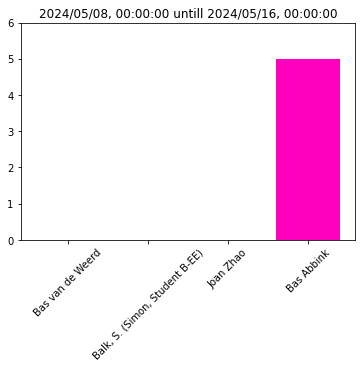 2024/05/08, 00:00:00 untill 2024/05/16, 00:00:00
6
5
4
3
2
1
0
Bas van de Weerd
Balk, S. (Simon, Student B-EE)
Joan Zhao
Bas Abbink